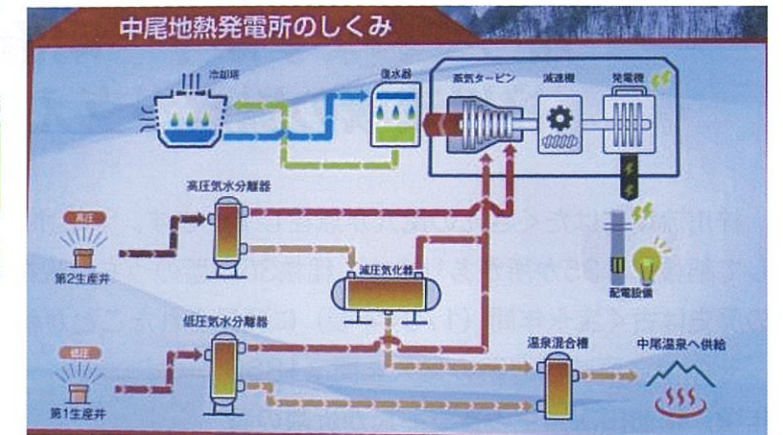 中尾地熱発電所のしくみ
冷却塔
復水器
蒸気タービン
減速機
発電機
高圧気水分離器
高圧
第2生産井
減圧気化器
配電設備
低圧気水分離器
温泉混合槽
中尾温泉へ供給
低圧
第1生産井